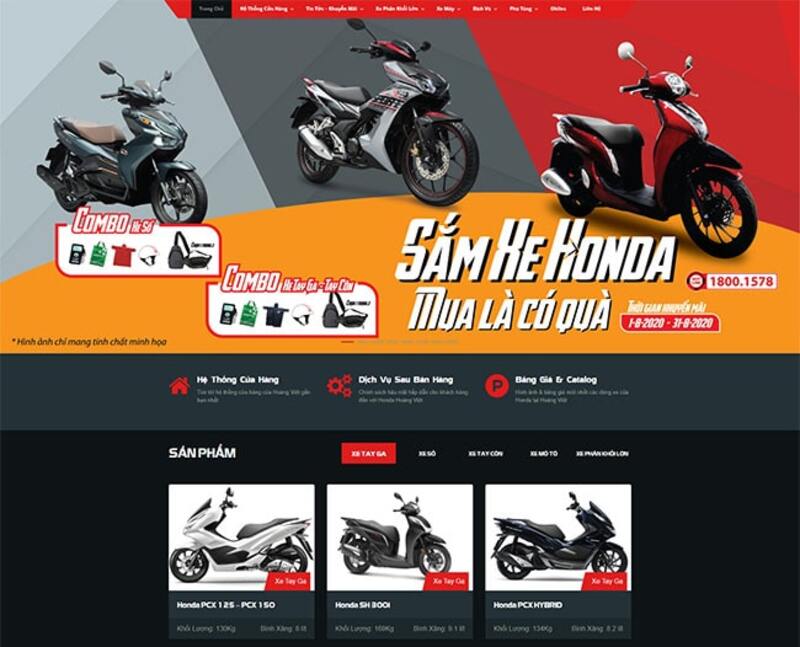 Trang Chủ Hệ Thống Cửa Hàng Tin Tức - Khuyến Mãi Xe Phân Khối Lớn Xe Máy Dịch Vụ Phụ Tùng Liên Hệ
COMBO Xe Số
COMBO Xe Tay Ga - Tay Côn
SẮM XE HONDA
MUA LÀ CÓ QUÀ
1800.1578
THỜI GIAN KHUYẾN MÃI
1-8-2020 - 31-8-2020
* Hình ảnh chỉ mang tính chất minh họa
Hệ Thống Cửa Hàng
Tìm trị hệ thống cửa hàng của Hoàng Việt gần
bạn nhất
Dịch Vụ Sau Bán Hàng
Chính sách hậu mãi hấp dẫn cho khách hàng
đến với Honda Hoàng Việt
Bảng Giá & Catalog
Hình ảnh & bảng giá mới nhất các dòng xe của
Honda tại Hoàng Việt
SẢN PHẨM
XE TAY GA XE SỐ XE TAY CÔN XE MÔ TÔ XE PHÂN KHỐI LỚN
Xe Tay Ga
Xe Tay Ga
Xe Tay Ga
Honda PCX 125 – PCX 150
Honda SH 300i
Honda PCX HYBRID
Khối Lượng: 130Kg Bình Xăng: 8 lít
Khối Lượng: 169Kg Bình Xăng: 9.1 lít
Khối Lượng: 134Kg Bình Xăng: 8.2 lít